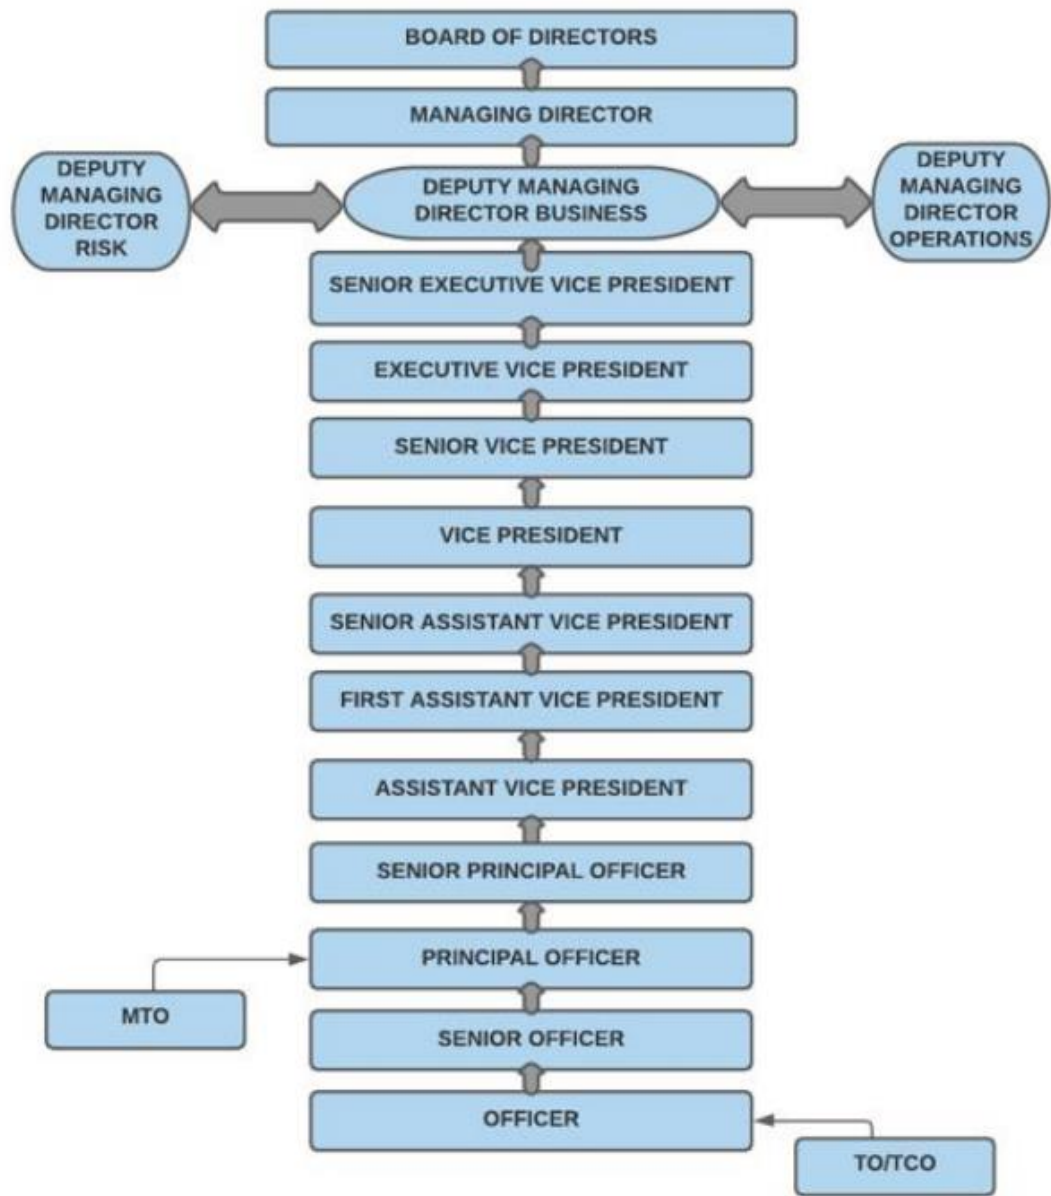 BOARD OF DIRECTORS
MANAGING DIRECTOR
DEPUTY
MANAGING
DIRECTOR
RISK
DEPUTY MANAGING
DIRECTOR BUSINESS
DEPUTY
MANAGING
DIRECTOR
OPERATIONS
SENIOR EXECUTIVE VICE PRESIDENT
EXECUTIVE VICE PRESIDENT
SENIOR VICE PRESIDENT
VICE PRESIDENT
SENIOR ASSISTANT VICE PRESIDENT
FIRST ASSISTANT VICE PRESIDENT
ASSISTANT VICE PRESIDENT
SENIOR PRINCIPAL OFFICER
PRINCIPAL OFFICER
MTO
SENIOR OFFICER
OFFICER
TO/TCO